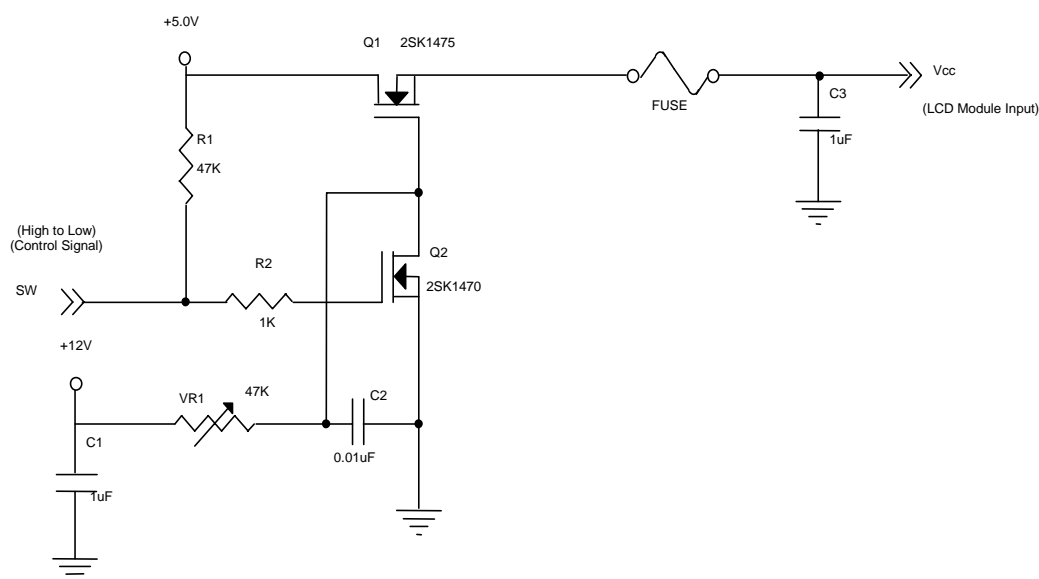 +5.0V
Q1 2SK1475
Vcc
FUSE
C3
(LCD Module Input)
R1
1uF
47K
(High to Low)
(Control Signal)
Q2
R2
SW
2SK1470
1K
+12V
VR1
47K
C2
C1
0.01uF
1uF